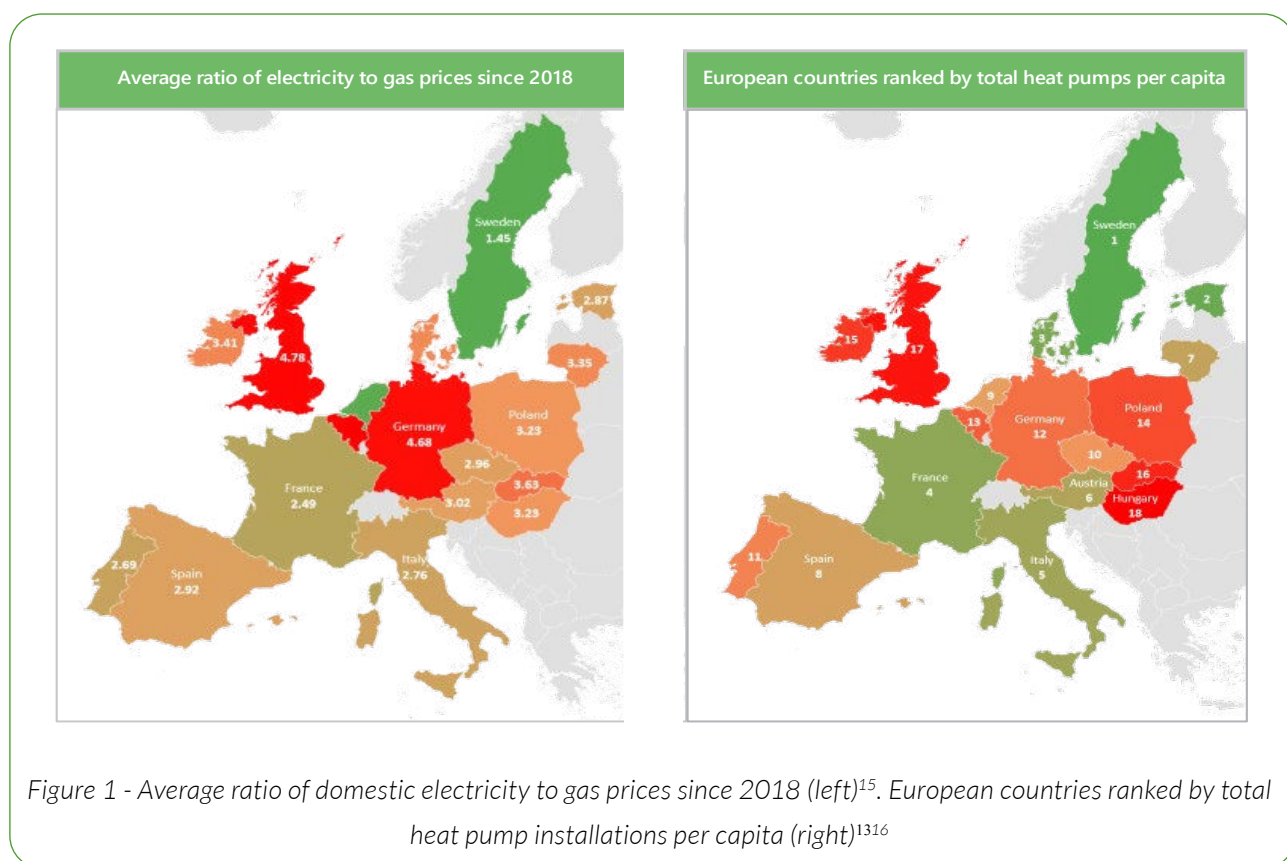 Average ratio of electricity to gas prices since 2018
European countries ranked by total heat pumps per capita
Sweden
1.45
2.87
3.41
4.78
3.35
Germany
4.68
Poland
3.23
2.96
3.63
3.02
3.23
France
2.49
2.69
Spain
2.92
Italy
2.76
Sweden
1
2
3
15
17
7
9
13
Germany
12
Poland
14
10
16
Austria
6
Hungary
18
France
4
11
Spain
8
Italy
5
Figure 1 - Average ratio of domestic electricity to gas prices since 2018 (left)15. European countries ranked by total
heat pump installations per capita (right)1316